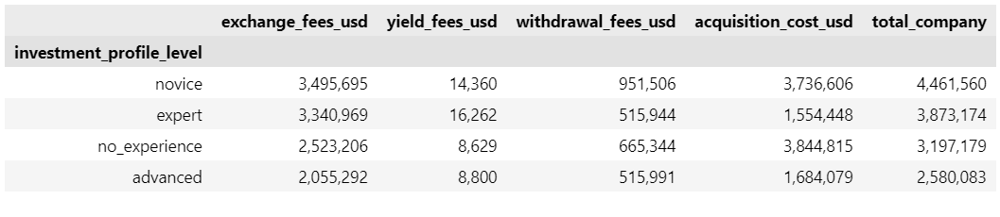 exchange_fees_usd yield_fees_usd withdrawal_fees_usd acquisition_cost_usd total_company
investment_profile_level
novice 3,495,695 14,360 951,506 3,736,606 4,461,560
expert 3,340,969 16,262 515,944 1,554,448 3,873,174
no_experience 2,523,206 8,629 665,344 3,844,815 3,197,179
advanced 2,055,292 8,800 515,991 1,684,079 2,580,083